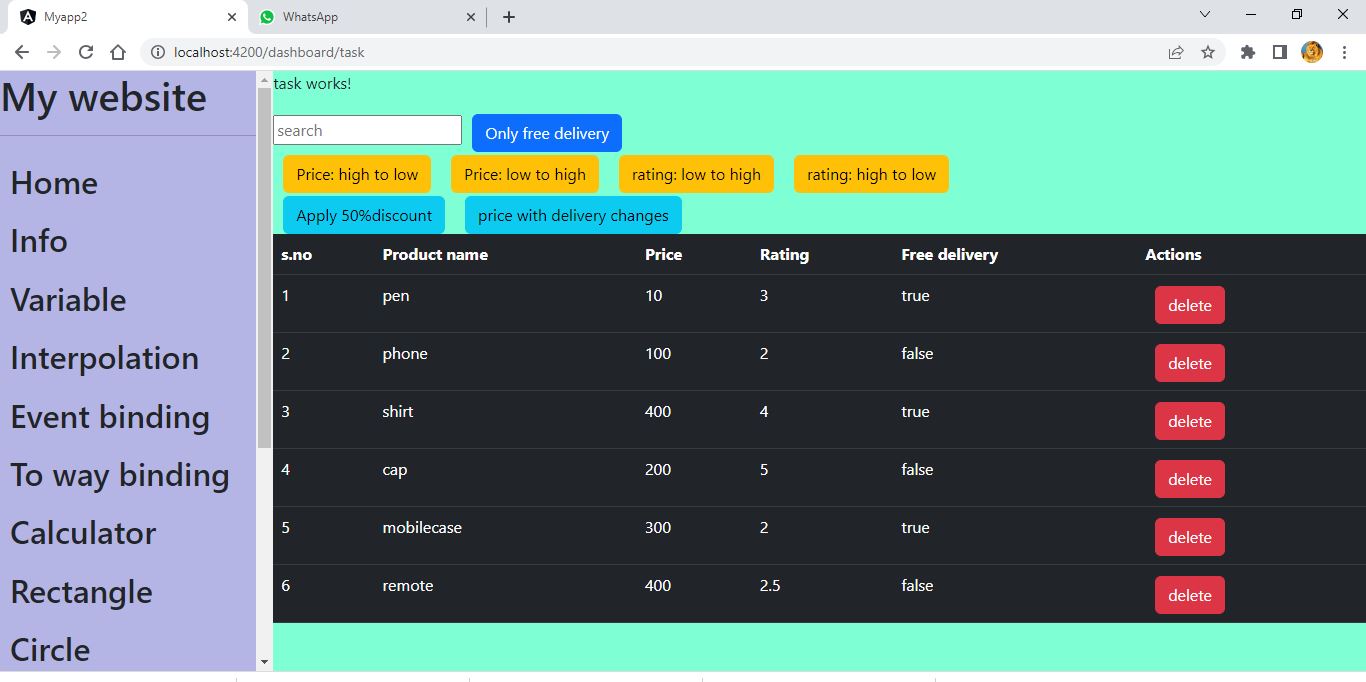 Myapp2
WhatsApp
localhost:4200/dashboard/task
My website
Home
Info
Variable
Interpolation
Event binding
To way binding
Calculator
Rectangle
Circle
task works!
search Only free delivery
Price: high to low Price: low to high rating: low to high rating: high to low
Apply 50%discount price with delivery changes
s.no Product name Price Rating Free delivery Actions
1 pen 10 3 true delete
2 phone 100 2 false delete
3 shirt 400 4 true delete
4 cap 200 5 false delete
5 mobilecase 300 2 true delete
6 remote 400 2.5 false delete